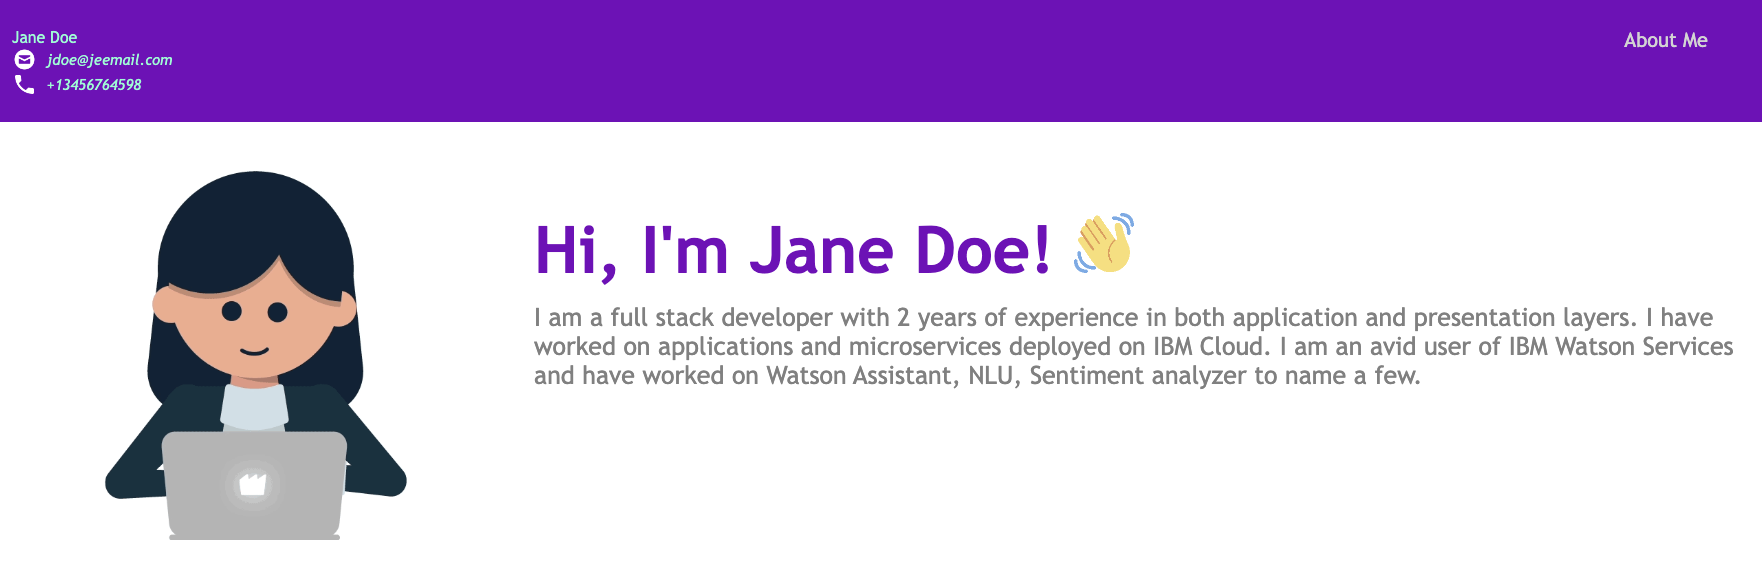 Jane Doe
jdoe@jeemail.com
+13456764598
About Me
Hi, I'm Jane Doe!
I am a full stack developer with 2 years of experience in both application and presentation layers. I have
worked on applications and microservices deployed on IBM Cloud. I am an avid user of IBM Watson Services
and have worked on Watson Assistant, NLU, Sentiment analyzer to name a few.